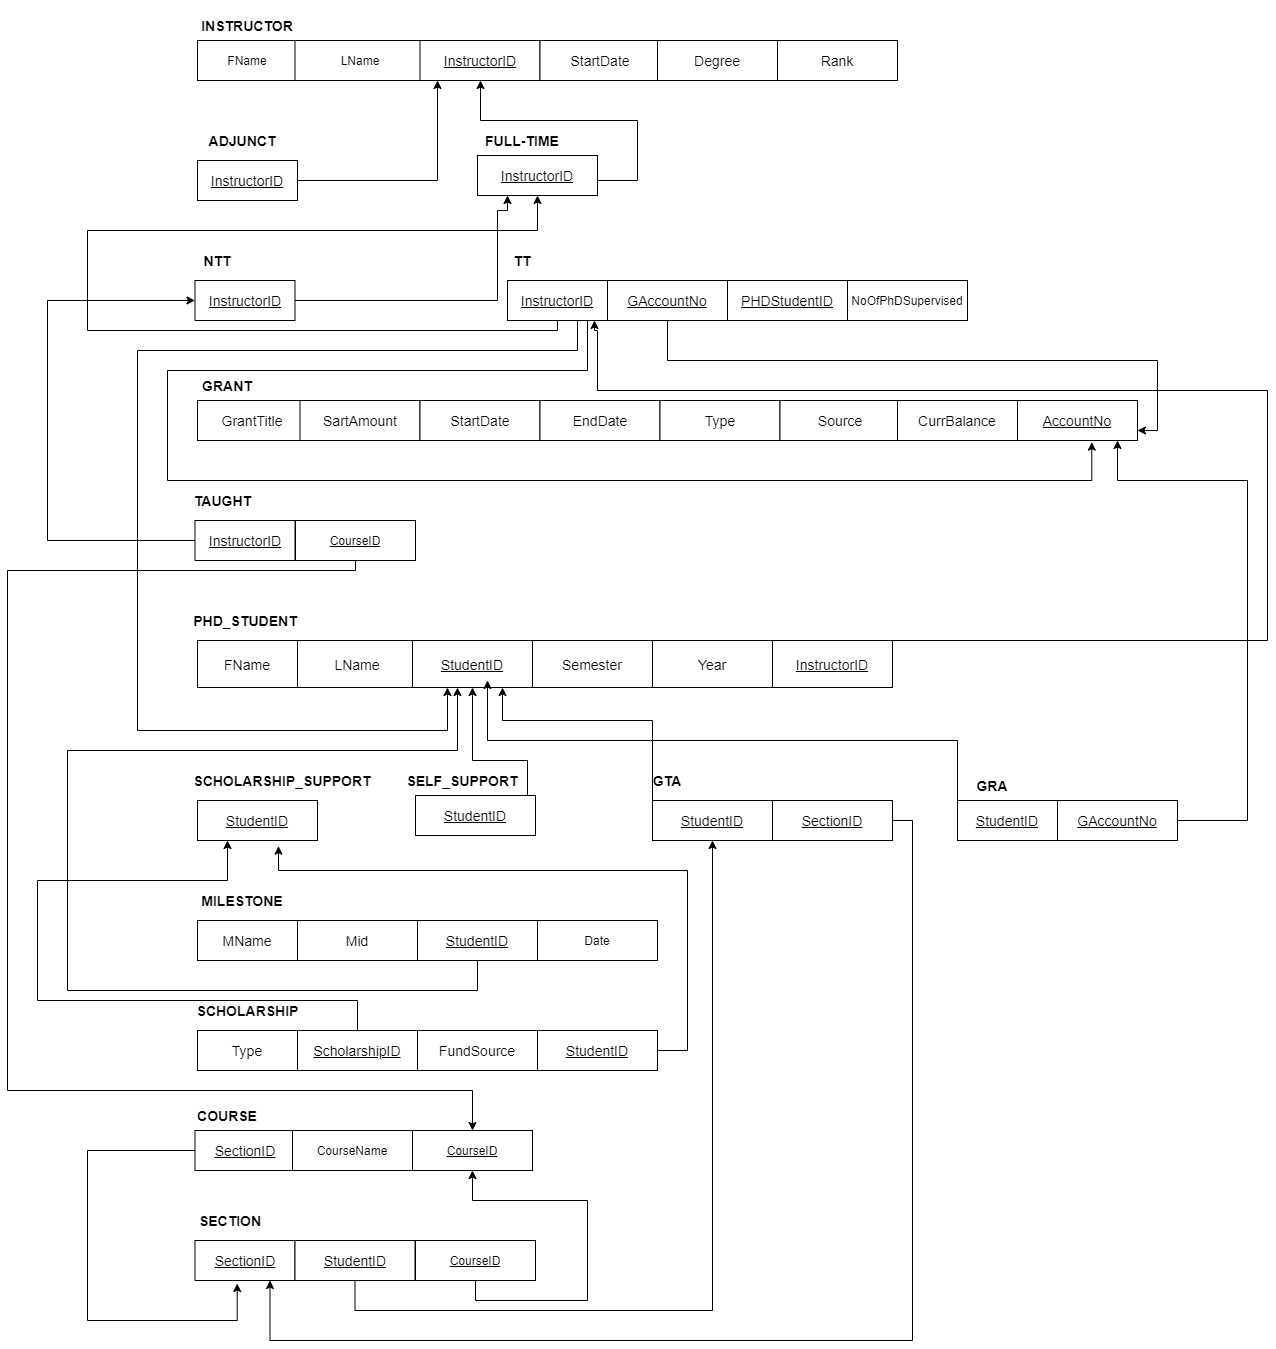 INSTRUCTOR
FName LName InstructorID StartDate Degree Rank
ADJUNCT FULL-TIME
InstructorID InstructorID
NTT TT
InstructorID InstructorID GAccountNo PHDStudentID NoOfPhDSupervised
GRANT
GrantTitle SartAmount StartDate EndDate Type Source CurrBalance AccountNo
TAUGHT
InstructorID CourseID
PHD_STUDENT
FName LName StudentID Semester Year InstructorID
SCHOLARSHIP_SUPPORT SELF_SUPPORT GTA GRA
StudentID StudentID StudentID SectionID StudentID GAccountNo
MILESTONE
MName Mid StudentID Date
SCHOLARSHIP
Type ScholarshipID FundSource StudentID
COURSE
SectionID CourseName CourseID
SECTION
SectionID StudentID CourseID